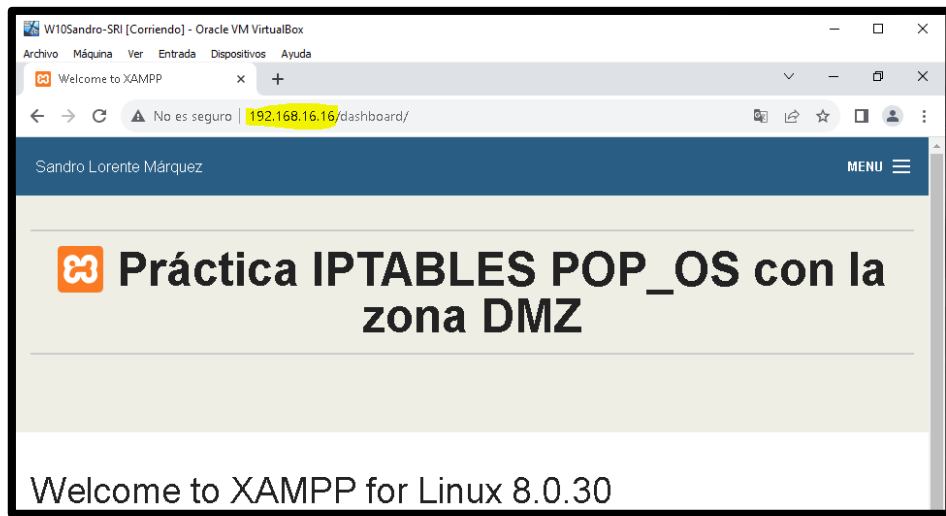 W10Sandro-SRI [Corriendo] - Oracle VM VirtualBox
Archivo Máquina Ver Entrada Dispositivos Ayuda
Welcome to XAMPP
No es seguro | 192.168.16.16/dashboard/
Sandro Lorente Márquez
MENU
Práctica IPTABLES POP_OS con la
zona DMZ
Welcome to XAMPP for Linux 8.0.30